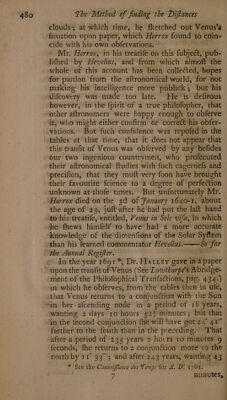 480 The Method of finding the Distances
clouds; at which time, he sketched out Venus's
situation upon paper, which Horrox found to coin-
cide with his own observations.
Mr. Horrox, in his treatise on this subject, pub-
lished by Hevelius, and from which almost the
whole of this account has been collected, hopes
for pardon from the astronomical world, for not
making his intelligence more publick; but his
discovery was made too late. He is desirous
however, in the spirit of a true philosopher, that
other astronomers were happy enough to observe
it, who might either confirm or correct his obser-
vations. But such confidence was reposed in the
tables at that time, that it does not appear that
this transit of Venus was observed by any besides
our two ingenious countrymen, who prosecuted
their astronomical studies with such eagerness and
precision, that they must very soon have brought
their favourite science to a degree of perfection
unknown at those times. But unfortunately Mr.
Horrox died on the 3d of January 1640-1, about
the age of 25, just after he had put the last hand
to his treatise, entitled, Venus in Sole visa, in which
he shews himself to have had a more accurate
knowledge of the dimensions of the Solar System
than his learned commentator Hevelius.——So far
the Annual Register.
In the year 1691 *, Dr. HALLEY gave in a paper
upon the transit of Venus (See Lowthorpe's Abridge-
ment of the Philosophical Transactions, pag. 434)
in which he observes, from the tables then in use,
that Venus returns to a conjunction with the Sun
in her ascending node in a period of 18 years,
wanting 2 days 10 hours 52½ minutes; but that
in the second conjunction she will have got 24' 41"
farther to the south than in the preceding. That
after a period of 235 years 2 hours 10 minutes 9
seconds, she returns to a conjunction more to the
north by 11' 33"; and after 243 years, wanting 43
* See the Connoissance des Temps for A. D. 1761.
7 minutes,